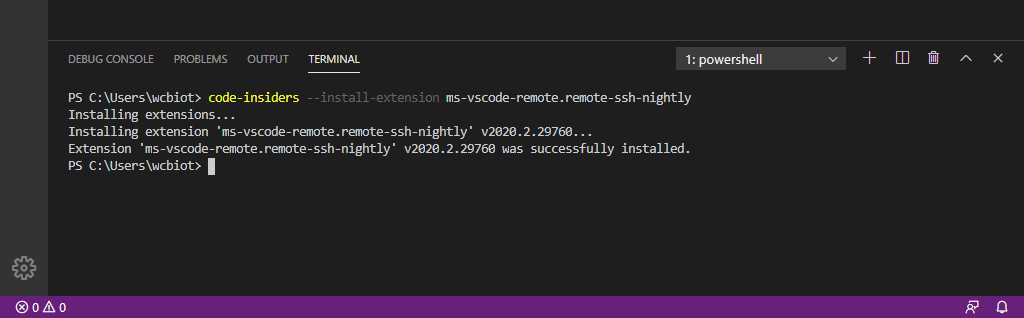 DEBUG CONSOLE PROBLEMS OUTPUT TERMINAL 1: powershell
PS C:\Users\wcbiot> code-insiders --install-extension ms-vscode-remote.remote-ssh-nightly
Installing extensions...
Installing extension 'ms-vscode-remote.remote-ssh-nightly' v2020.2.29760...
Extension 'ms-vscode-remote.remote-ssh-nightly' v2020.2.29760 was successfully installed.
PS C:\Users\wcbiot>
0 0